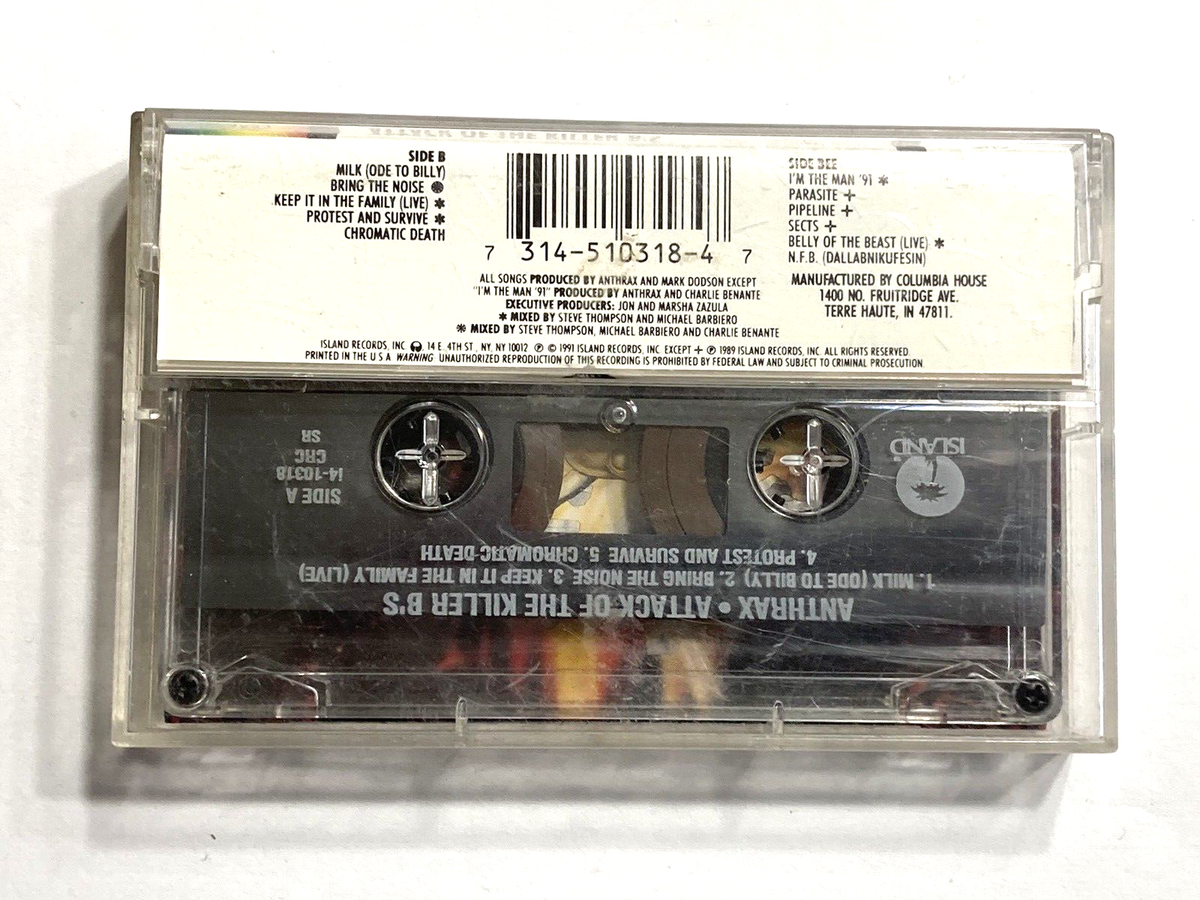 ATTACK OF THE KILLER B'S
SIDE B
MILK (ODE TO BILLY)
BRING THE NOISE ❋
KEEP IT IN THE FAMILY (LIVE) ✱
PROTEST AND SURVIVE ✱
CHROMATIC DEATH
7 314-510318-4 7
SIDE BEE
I'M THE MAN '91 ✱
PARASITE ✢
PIPELINE ✢
SECTS ✢
BELLY OF THE BEAST (LIVE) ✱
N.F.B. (DALLABNIKUFESIN)
MANUFACTURED BY COLUMBIA HOUSE
1400 NO. FRUITRIDGE AVE.
TERRE HAUTE, IN 47811.
ALL SONGS PRODUCED BY ANTHRAX AND MARK DODSON EXCEPT
"I'M THE MAN '91" PRODUCED BY ANTHRAX AND CHARLIE BENANTE
EXECUTIVE PRODUCERS: JON AND MARSHA ZAZULA
✱ MIXED BY STEVE THOMPSON AND MICHAEL BARBIERO
❋ MIXED BY STEVE THOMPSON, MICHAEL BARBIERO AND CHARLIE BENANTE
ISLAND RECORDS, INC. 14 E. 4TH ST., NY, NY 10012 ℗ © 1991 ISLAND RECORDS, INC. EXCEPT ✢ ℗ 1989 ISLAND RECORDS, INC. ALL RIGHTS RESERVED.
PRINTED IN THE U S A WARNING UNAUTHORIZED REPRODUCTION OF THIS RECORDING IS PROHIBITED BY FEDERAL LAW AND SUBJECT TO CRIMINAL PROSECUTION.
ANTHRAX • ATTACK OF THE KILLER B'S
1. MILK (ODE TO BILLY) 2. BRING THE NOISE 3. KEEP IT IN THE FAMILY (LIVE)
4. PROTEST AND SURVIVE 5. CHROMATIC DEATH
ISLAND
SIDE A
I4-10318
CRC
SR